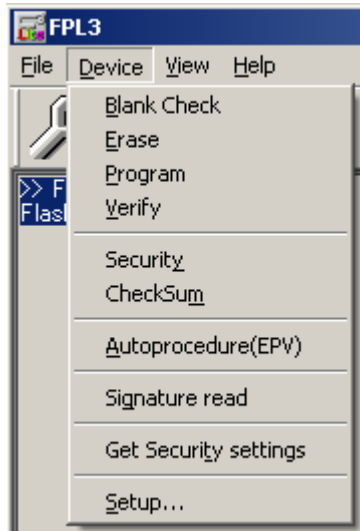 FPL3
File Device View Help
Blank Check
Erase
Program
Verify
Security
CheckSum
Autoprocedure(EPV)
Signature read
Get Security settings
Setup...
>> F
Flas